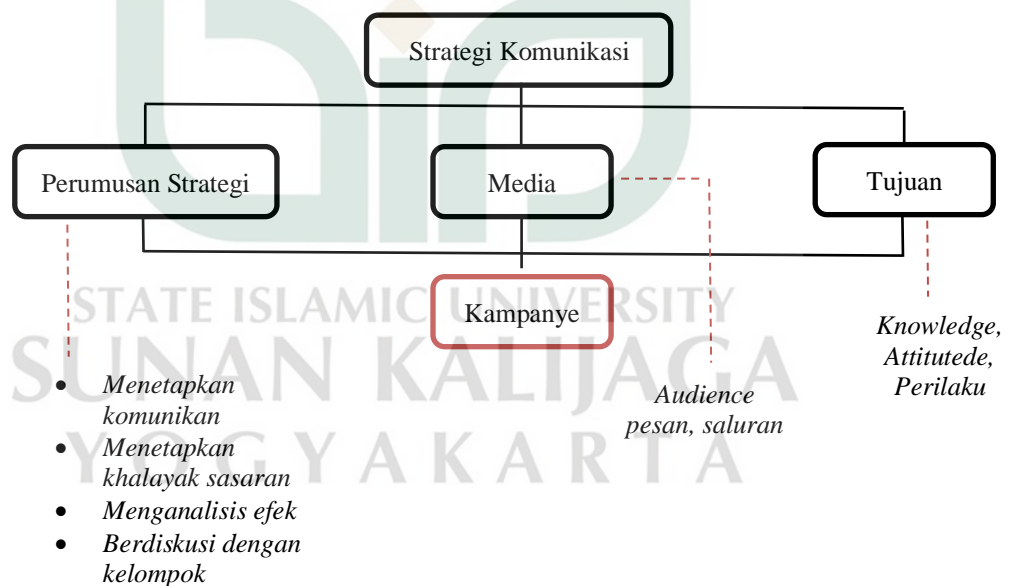 Strategi Komunikasi
Perumusan Strategi
Media
Tujuan
Kampanye
STATE ISLAMIC UNIVERSITY
SUNAN KALIJAGA
YOGYAKARTA
• Menetapkan
komunikan
• Menetapkan
khalayak sasaran
• Menganalisis efek
• Berdiskusi dengan
kelompok
Audience
pesan, saluran
Knowledge,
Attitutede,
Perilaku